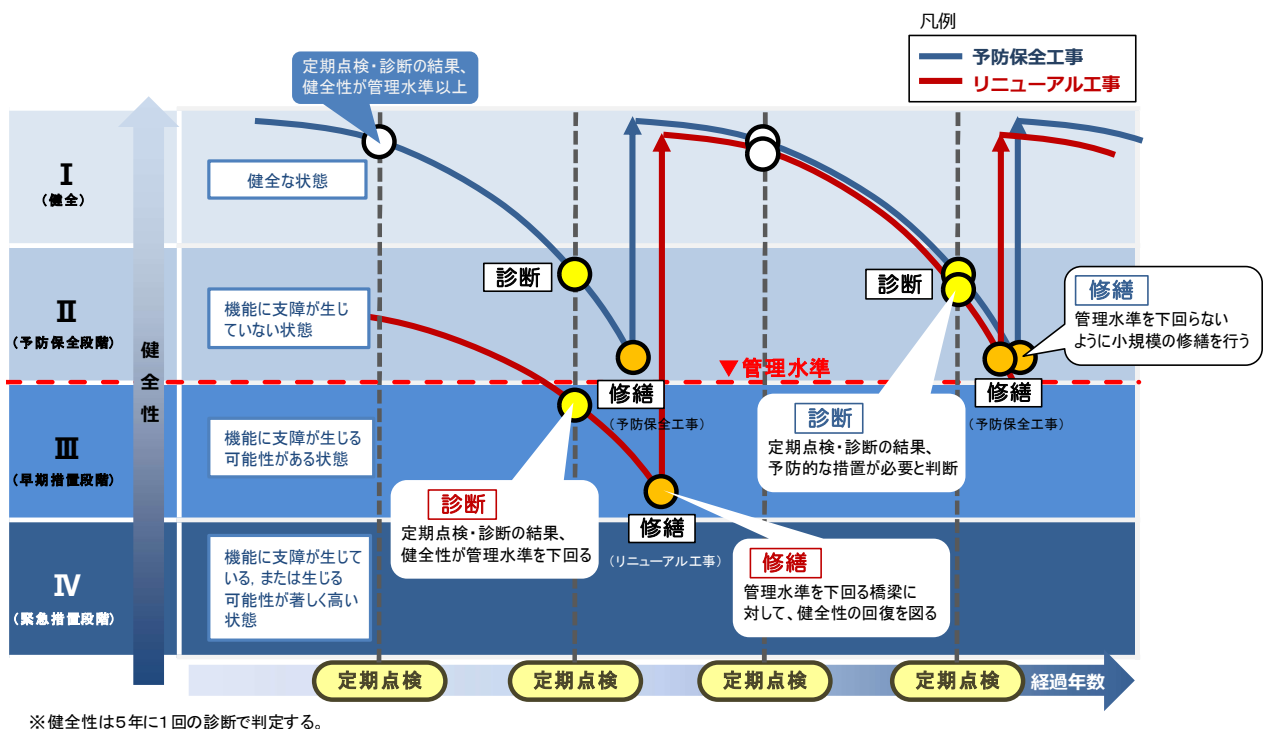 凡例
予防保全工事
リニューアル工事
定期点検・診断の結果、
健全性が管理水準以上
Ⅰ
(健全)
健全な状態
診断
診断
Ⅱ
(予防保全段階)
機能に支障が生じ
ていない状態
修繕
管理水準を下回らない
ように小規模の修繕を行う
健全性
▼管理水準
修繕
(予防保全工事)
修繕
(予防保全工事)
Ⅲ
(早期措置段階)
機能に支障が生じる
可能性がある状態
診断
定期点検・診断の結果、
予防的な措置が必要と判断
診断
定期点検・診断の結果、
健全性が管理水準を下回る
修繕
(リニューアル工事)
Ⅳ
(緊急措置段階)
機能に支障が生じて
いる，または生じる
可能性が著しく高い
状態
修繕
管理水準を下回る橋梁に
対して、健全性の回復を図る
定期点検
定期点検
定期点検
定期点検
経過年数
※健全性は５年に１回の診断で判定する。